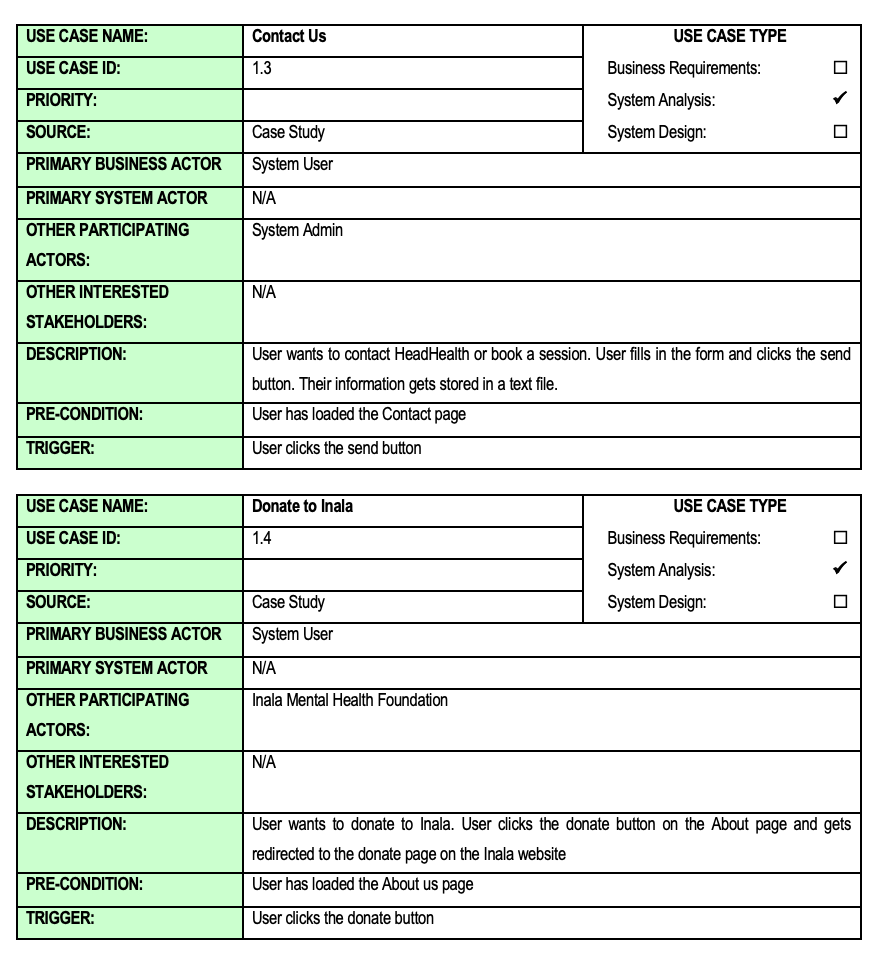 USE CASE NAME: Contact Us USE CASE TYPE
USE CASE ID: 1.3 Business Requirements: ☐
PRIORITY: System Analysis: ✓
SOURCE: Case Study System Design: ☐
PRIMARY BUSINESS ACTOR System User
PRIMARY SYSTEM ACTOR N/A
OTHER PARTICIPATING System Admin
ACTORS:
OTHER INTERESTED N/A
STAKEHOLDERS:
DESCRIPTION: User wants to contact HeadHealth or book a session. User fills in the form and clicks the send
button. Their information gets stored in a text file.
PRE-CONDITION: User has loaded the Contact page
TRIGGER: User clicks the send button
USE CASE NAME: Donate to Inala USE CASE TYPE
USE CASE ID: 1.4 Business Requirements: ☐
PRIORITY: System Analysis: ✓
SOURCE: Case Study System Design: ☐
PRIMARY BUSINESS ACTOR System User
PRIMARY SYSTEM ACTOR N/A
OTHER PARTICIPATING Inala Mental Health Foundation
ACTORS:
OTHER INTERESTED N/A
STAKEHOLDERS:
DESCRIPTION: User wants to donate to Inala. User clicks the donate button on the About page and gets
redirected to the donate page on the Inala website
PRE-CONDITION: User has loaded the About us page
TRIGGER: User clicks the donate button